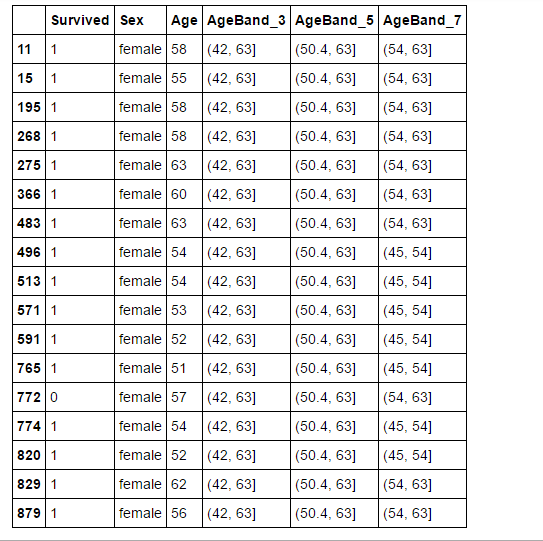 Survived Sex Age AgeBand_3 AgeBand_5 AgeBand_7
11 1 female 58 (42, 63] (50.4, 63] (54, 63]
15 1 female 55 (42, 63] (50.4, 63] (54, 63]
195 1 female 58 (42, 63] (50.4, 63] (54, 63]
268 1 female 58 (42, 63] (50.4, 63] (54, 63]
275 1 female 63 (42, 63] (50.4, 63] (54, 63]
366 1 female 60 (42, 63] (50.4, 63] (54, 63]
483 1 female 63 (42, 63] (50.4, 63] (54, 63]
496 1 female 54 (42, 63] (50.4, 63] (45, 54]
513 1 female 54 (42, 63] (50.4, 63] (45, 54]
571 1 female 53 (42, 63] (50.4, 63] (45, 54]
591 1 female 52 (42, 63] (50.4, 63] (45, 54]
765 1 female 51 (42, 63] (50.4, 63] (45, 54]
772 0 female 57 (42, 63] (50.4, 63] (54, 63]
774 1 female 54 (42, 63] (50.4, 63] (45, 54]
820 1 female 52 (42, 63] (50.4, 63] (45, 54]
829 1 female 62 (42, 63] (50.4, 63] (54, 63]
879 1 female 56 (42, 63] (50.4, 63] (54, 63]